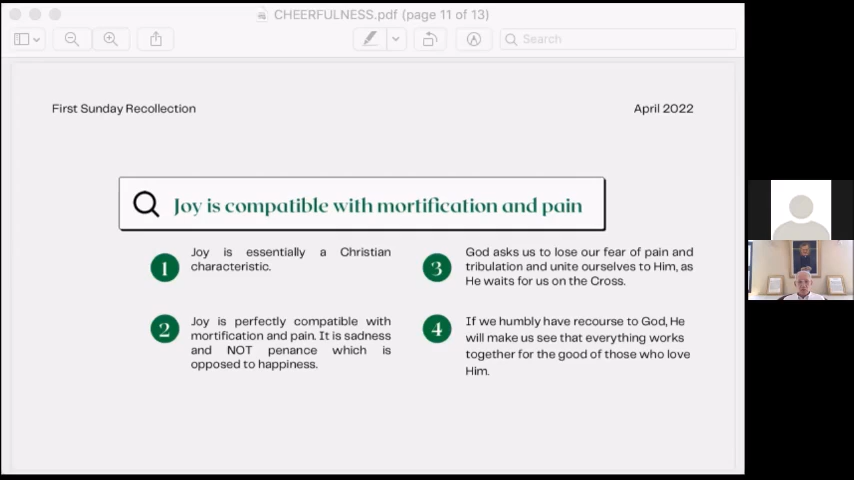 CHEERFULNESS.pdf (page 11 of 13)
Search
First Sunday Recollection
April 2022
Joy is compatible with mortification and pain
1
Joy is essentially a Christian
characteristic.
2
Joy is perfectly compatible with
mortification and pain. It is sadness
and NOT penance which is
opposed to happiness.
3
God asks us to lose our fear of pain and
tribulation and unite ourselves to Him, as
He waits for us on the Cross.
4
If we humbly have recourse to God, He
will make us see that everything works
together for the good of those who love
Him.